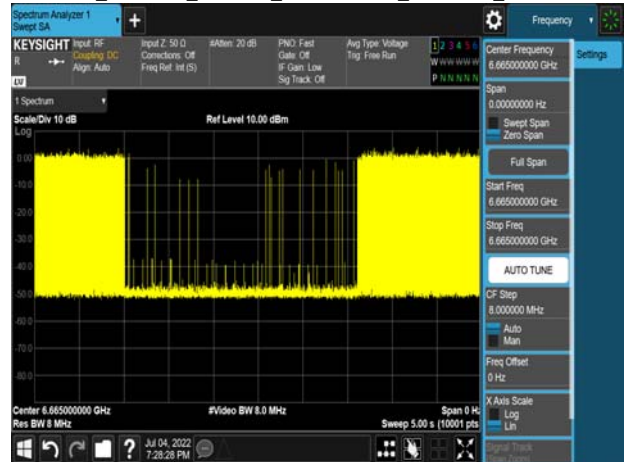 Spectrum Analyzer 1
Swept SA
+
Frequency
KEYSIGHT
Input: RF
Input Z: 50 Ω
#Atten: 20 dB
PNO: Fast
Avg Type: Voltage
1 2 3 4 5 6
R
Coupling: DC
Corrections: Off
Gate: Off
Trig: Free Run
W W W W W W
Align: Auto
Freq Ref: Int (S)
IF Gain: Low
Sig Track: Off
P N N N N N
LXI
Center Frequency
6.665000000 GHz
Settings
Span
0.00000000 Hz
Swept Span
Zero Span
Full Span
Start Freq
6.665000000 GHz
Stop Freq
6.665000000 GHz
AUTO TUNE
CF Step
8.000000 MHz
Auto
Man
Freq Offset
0 Hz
X Axis Scale
Log
Lin
Signal Track
(Span Zoom)
1 Spectrum
Scale/Div 10 dB
Ref Level 10.00 dBm
Log
0.00
-10.0
-20.0
-30.0
-40.0
-50.0
-60.0
-70.0
-80.0
Center 6.665000000 GHz
#Video BW 8.0 MHz
Span 0 Hz
Res BW 8 MHz
Sweep 5.00 s (10001 pts
?
Jul 04, 2022
7:28:28 PM